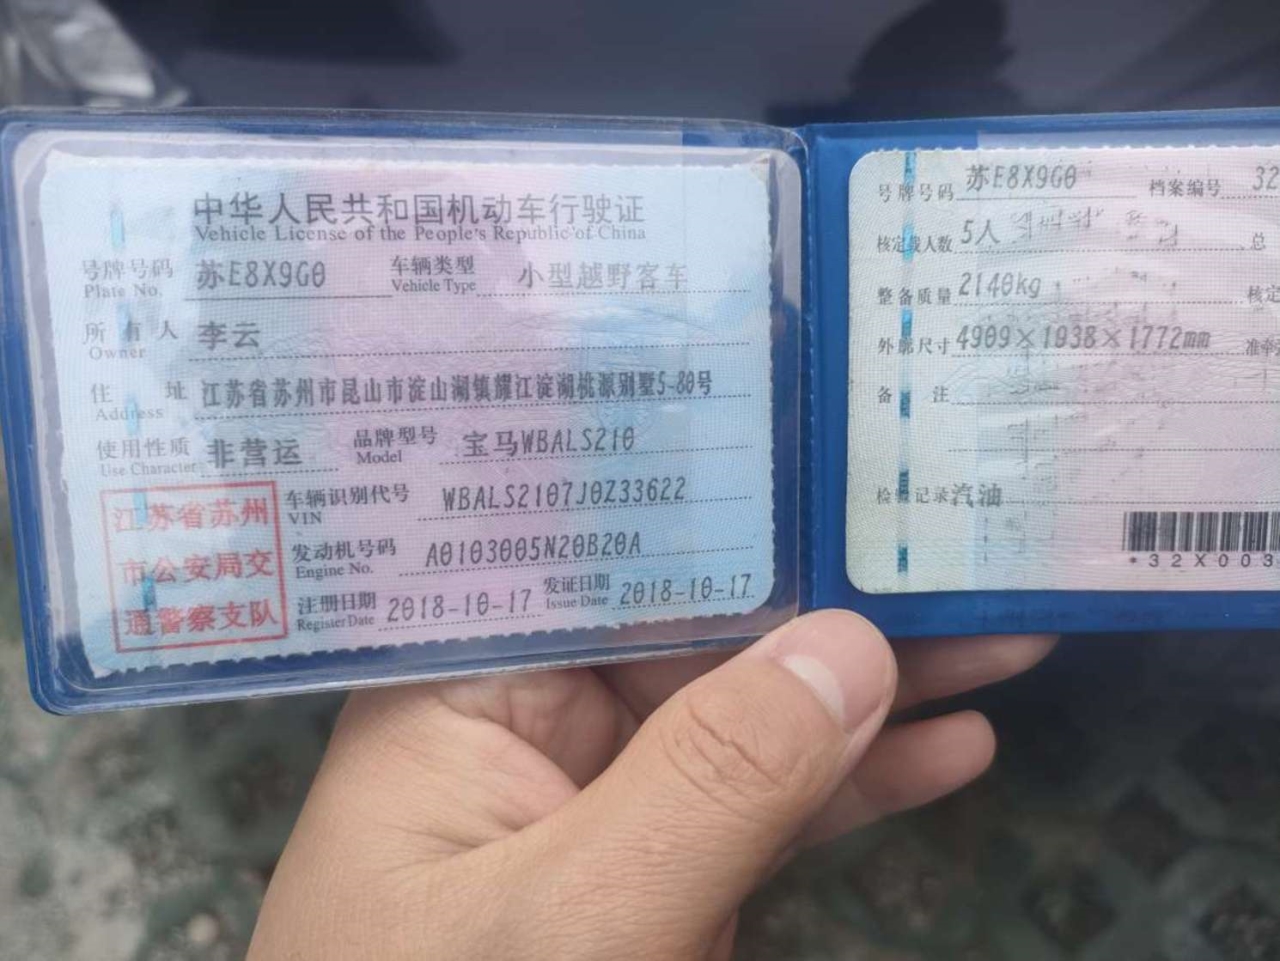 中华人民共和国机动车行驶证
Vehicle License of the People's Republic of China
号牌号码 苏E8X9G0 车辆类型 小型越野客车
Plate No. Vehicle Type
所有人 李云
Owner
住址 江苏省苏州市昆山市淀山湖镇耀江淀湖桃源别墅5-80号
Address
使用性质 非营运 品牌型号 宝马WBALS210
Use Character Model
车辆识别代号 WBALS2107J0Z33622
VIN
发动机号码 A0103005N20B20A
Engine No.
注册日期 2018-10-17 发证日期 2018-10-17
Register Date Issue Date
江苏省苏州
市公安局交
通警察支队
号牌号码 苏E8X9G0 档案编号 32
核定载人数 5人 总
整备质量 2140kg 核定
外廓尺寸 4909×1938×1772mm 准牵
备注
检验记录 汽油
*32X003